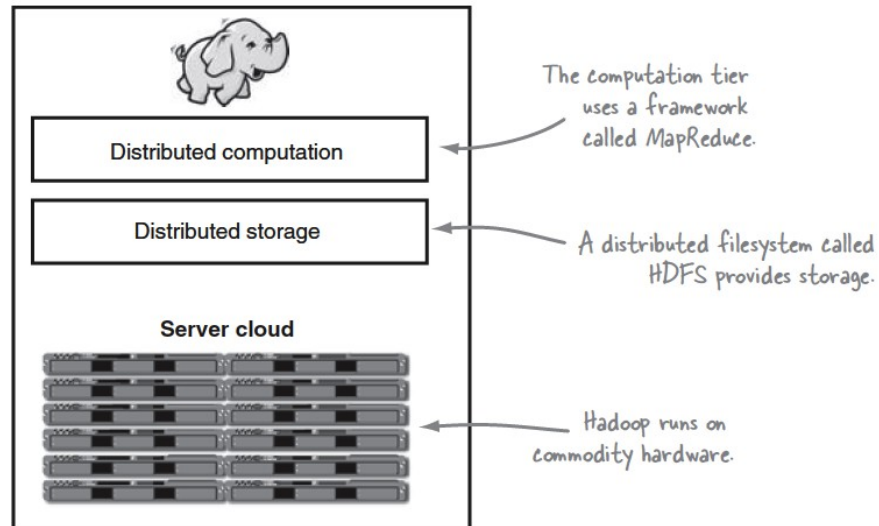 Distributed computation
The computation tier
uses a framework
called MapReduce.
Distributed storage
A distributed filesystem called
HDFS provides storage.
Server cloud
Hadoop runs on
commodity hardware.